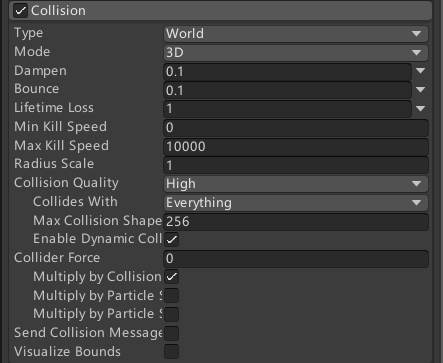 Collision
Type World
Mode 3D
Dampen 0.1
Bounce 0.1
Lifetime Loss 1
Min Kill Speed 0
Max Kill Speed 10000
Radius Scale 1
Collision Quality High
Collides With Everything
Max Collision Shape 256
Enable Dynamic Coll
Collider Force 0
Multiply by Collision
Multiply by Particle S
Multiply by Particle S
Send Collision Message
Visualize Bounds